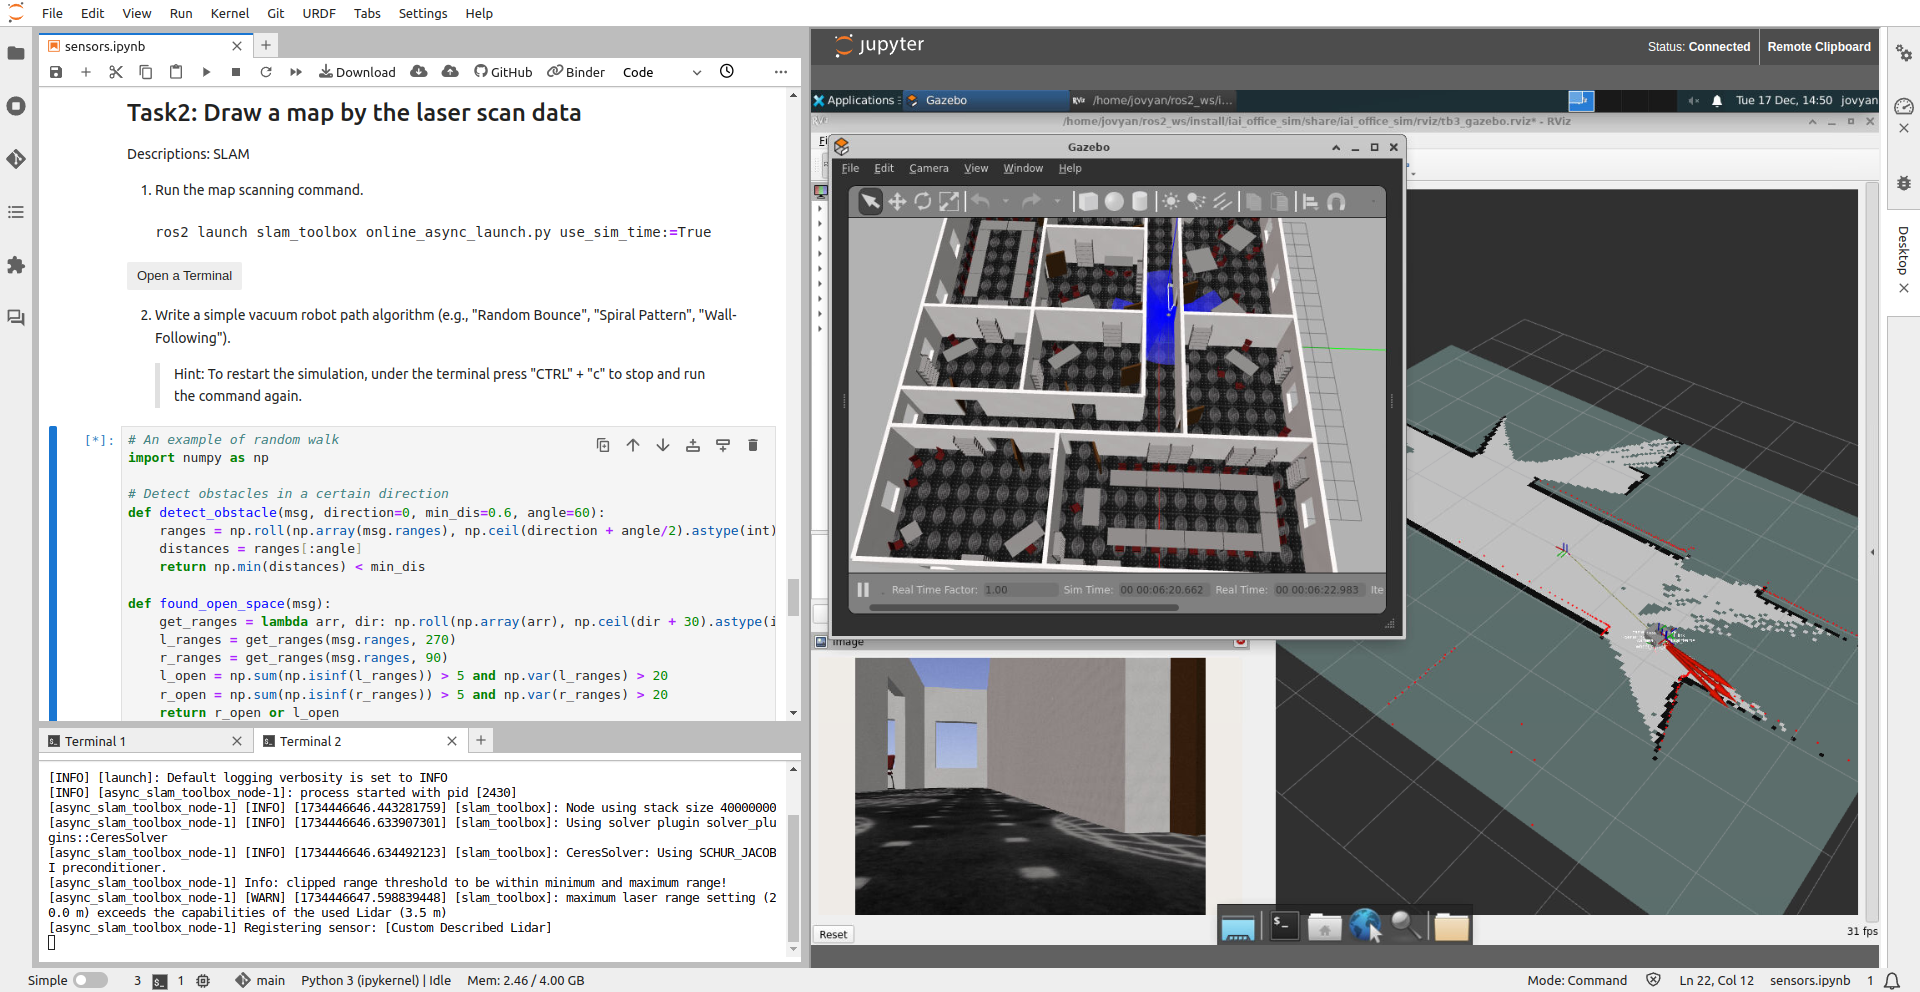 File Edit View Run Kernel Git URDF Tabs Settings Help
sensors.ipynb
Download GitHub Binder Code
Task2: Draw a map by the laser scan data
Descriptions: SLAM
1. Run the map scanning command.
ros2 launch slam_toolbox online_async_launch.py use_sim_time:=True
Open a Terminal
2. Write a simple vacuum robot path algorithm (e.g., "Random Bounce", "Spiral Pattern", "Wall-
Following").
Hint: To restart the simulation, under the terminal press "CTRL" + "c" to stop and run
the command again.
[*]:
# An example of random walk
import numpy as np
# Detect obstacles in a certain direction
def detect_obstacle(msg, direction=0, min_dis=0.6, angle=60):
ranges = np.roll(np.array(msg.ranges), np.ceil(direction + angle/2).astype(int)
distances = ranges[:angle]
return np.min(distances) < min_dis
def found_open_space(msg):
get_ranges = lambda arr, dir: np.roll(np.array(arr), np.ceil(dir + 30).astype(i
l_ranges = get_ranges(msg.ranges, 270)
r_ranges = get_ranges(msg.ranges, 90)
l_open = np.sum(np.isinf(l_ranges)) > 5 and np.var(l_ranges) > 20
r_open = np.sum(np.isinf(r_ranges)) > 5 and np.var(r_ranges) > 20
return r_open or l_open
Terminal 1
Terminal 2
[INFO] [launch]: Default logging verbosity is set to INFO
[INFO] [async_slam_toolbox_node-1]: process started with pid [2430]
[async_slam_toolbox_node-1] [INFO] [1734446646.443281759] [slam_toolbox]: Node using stack size 40000000
[async_slam_toolbox_node-1] [INFO] [1734446646.633907301] [slam_toolbox]: Using solver plugin solver_plu
gins::CeresSolver
[async_slam_toolbox_node-1] [INFO] [1734446646.634492123] [slam_toolbox]: CeresSolver: Using SCHUR_JACOB
I preconditioner.
[async_slam_toolbox_node-1] Info: clipped range threshold to be within minimum and maximum range!
[async_slam_toolbox_node-1] [WARN] [1734446647.598839448] [slam_toolbox]: maximum laser range setting (2
0.0 m) exceeds the capabilities of the used Lidar (3.5 m)
[async_slam_toolbox_node-1] Registering sensor: [Custom Described Lidar]
jupyter
Status: Connected
Remote Clipboard
Applications
Gazebo
/home/jovyan/ros2_ws/i...
Tue 17 Dec, 14:50 jovyan
/home/jovyan/ros2_ws/install/iai_office_sim/share/iai_office_sim/rviz/tb3_gazebo.rviz* - RViz
Gazebo
File Edit Camera View Window Help
Real Time Factor: 1.00 Sim Time: 00 00:06:20.662 Real Time: 00 00:06:22.983 Ite
Image
Reset
31 fps
Desktop
Simple 3 1 main Python 3 (ipykernel) | Idle Mem: 2.46 / 4.00 GB
Mode: Command Ln 22, Col 12 sensors.ipynb 1